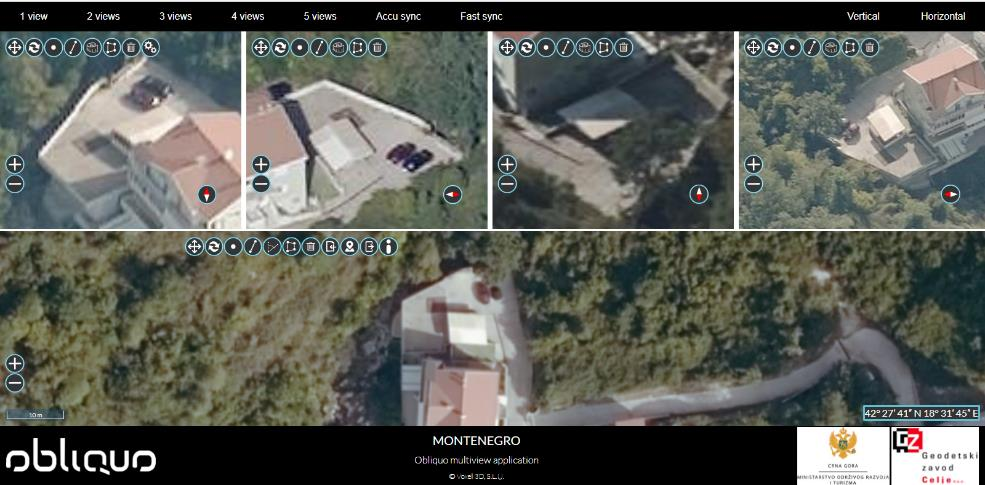 1 view 2 views 3 views 4 views 5 views Accu sync Fast sync Vertical Horizontal
10 m
42° 27' 41" N 18° 31' 45" E
obliquo
MONTENEGRO
Obliquo multiview application
© Voxel 3D, S.L.U.
CRNA GORA
MINISTARSTVO ODRŽIVOG RAZVOJA
I TURIZMA
GZ
Geodetski
zavod
Celje d.o.o.